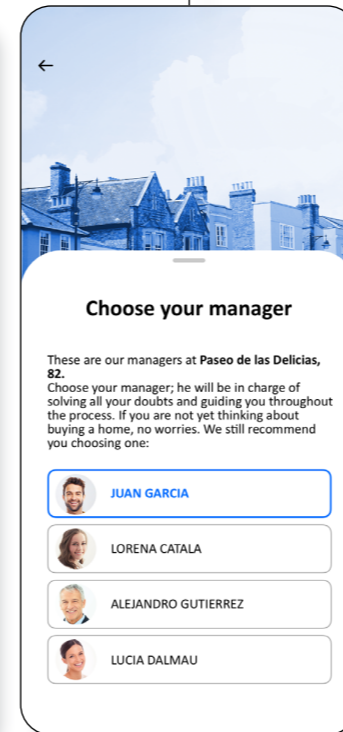 Choose your manager
These are our managers at Paseo de las Delicias,
82.
Choose your manager; he will be in charge of
solving all your doubts and guiding you throughout
the process. If you are not yet thinking about
buying a home, no worries. We still recommend
you choosing one:
JUAN GARCIA
LORENA CATALA
ALEJANDRO GUTIERREZ
LUCIA DALMAU